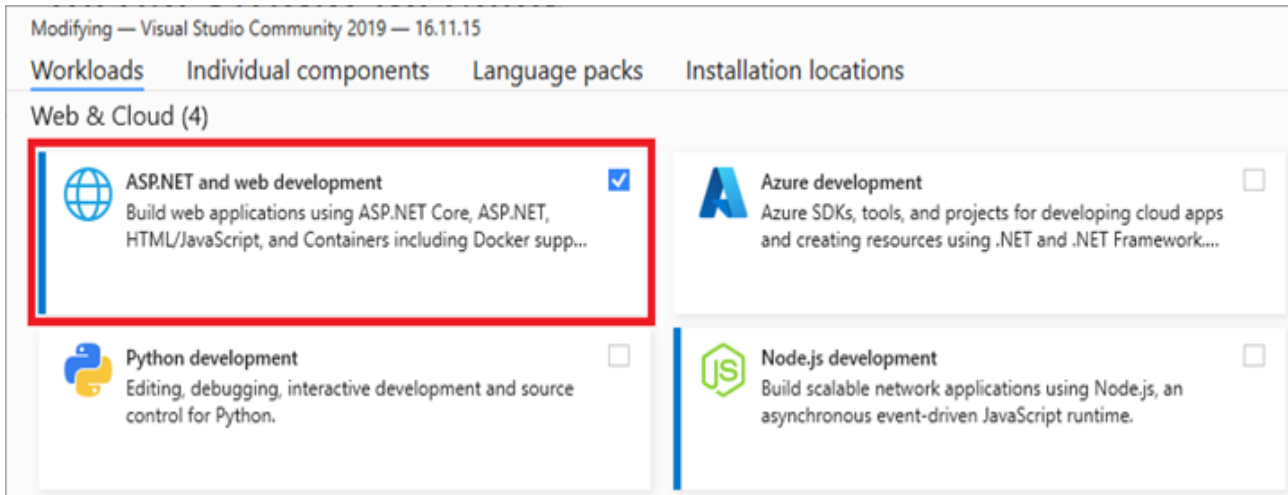 Modifying — Visual Studio Community 2019 — 16.11.15
Workloads Individual components Language packs Installation locations
Web & Cloud (4)
ASP.NET and web development
Build web applications using ASP.NET Core, ASP.NET,
HTML/JavaScript, and Containers including Docker supp...
Azure development
Azure SDKs, tools, and projects for developing cloud apps
and creating resources using .NET and .NET Framework....
Python development
Editing, debugging, interactive development and source
control for Python.
JS
Node.js development
Build scalable network applications using Node.js, an
asynchronous event-driven JavaScript runtime.